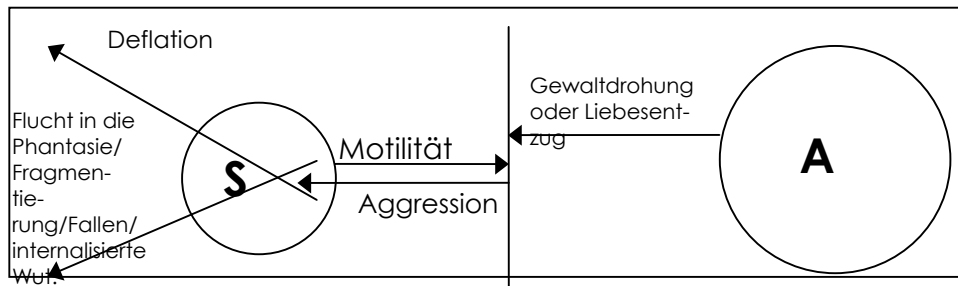 Deflation
Flucht in die
Phantasie/
Fragmen-
tie-
rung/Fallen/
internalisierte
Wut.
S
Motilität
Aggression
Gewaltdrohung
oder Liebesent-
zug
A